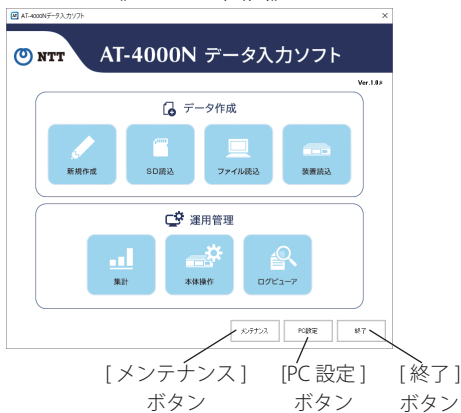 AT-4000Nデータ入力ソフト
NTT
AT-4000N データ入力ソフト
データ作成
新規作成
SD読込
ファイル読込
装置読込
運用管理
集計
本体操作
ログビューア
メンテナンス
PC設定
終了
[メンテナンス]
ボタン
[PC 設定]
ボタン
[終了]
ボタン